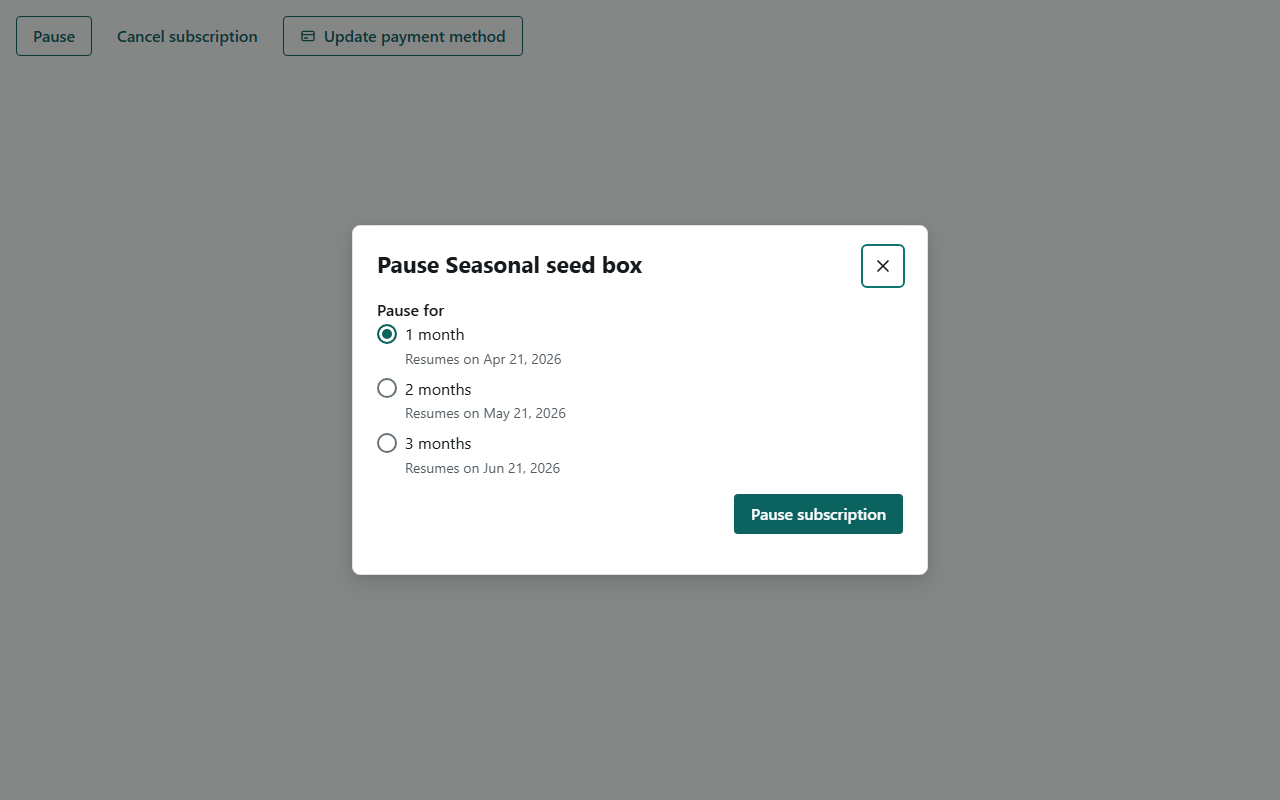 Pause
Cancel subscription
Update payment method
Pause Seasonal seed box
Pause for
1 month
Resumes on Apr 21, 2026
2 months
Resumes on May 21, 2026
3 months
Resumes on Jun 21, 2026
Pause subscription